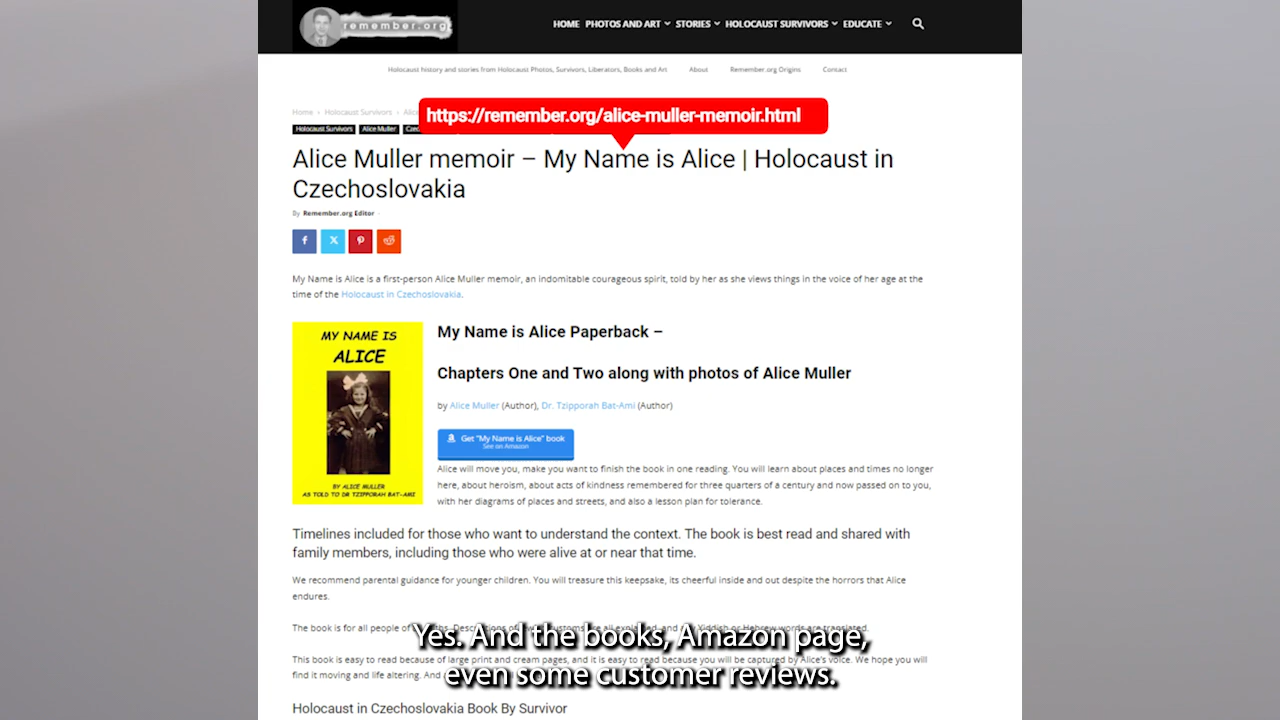 remember.org
HOME PHOTOS AND ART STORIES HOLOCAUST SURVIVORS EDUCATE
Holocaust history and stories from Holocaust Photos, Survivors, Liberators, Books and Art About Remember.org Origins Contact
https://remember.org/alice-muller-memoir.html
Home › Holocaust Survivors ›
Holocaust Survivors Alice Muller
Alice Muller memoir – My Name is Alice | Holocaust in
Czechoslovakia
By Remember.org Editor -
My Name is Alice is a first-person Alice Muller memoir, an indomitable courageous spirit, told by her as she views things in the voice of her age at the
time of the Holocaust in Czechoslovakia.
MY NAME IS
ALICE
BY ALICE MULLER
AS TOLD TO DR TZIPPORAH BAT-AMI
My Name is Alice Paperback –
Chapters One and Two along with photos of Alice Muller
by Alice Muller (Author), Dr. Tzipporah Bat-Ami (Author)
Get "My Name is Alice" book
See on Amazon
Alice will move you, make you want to finish the book in one reading. You will learn about places and times no longer
here, about heroism, about acts of kindness remembered for three quarters of a century and now passed on to you,
with her diagrams of places and streets, and also a lesson plan for tolerance.
Timelines included for those who want to understand the context. The book is best read and shared with
family members, including those who were alive at or near that time.
We recommend parental guidance for younger children. You will treasure this keepsake, its cheerful inside and out despite the horrors that Alice
endures.
The book is for all people of
Yiddish or Hebrew words are translated.
Yes. And the books, Amazon page,
This book is easy to read because of large print and cream pages, and it is easy to read because you will be captured by Alice's voice. We hope you will
find it moving and life altering. And
even some customer reviews.
Holocaust in Czechoslovakia Book By Survivor